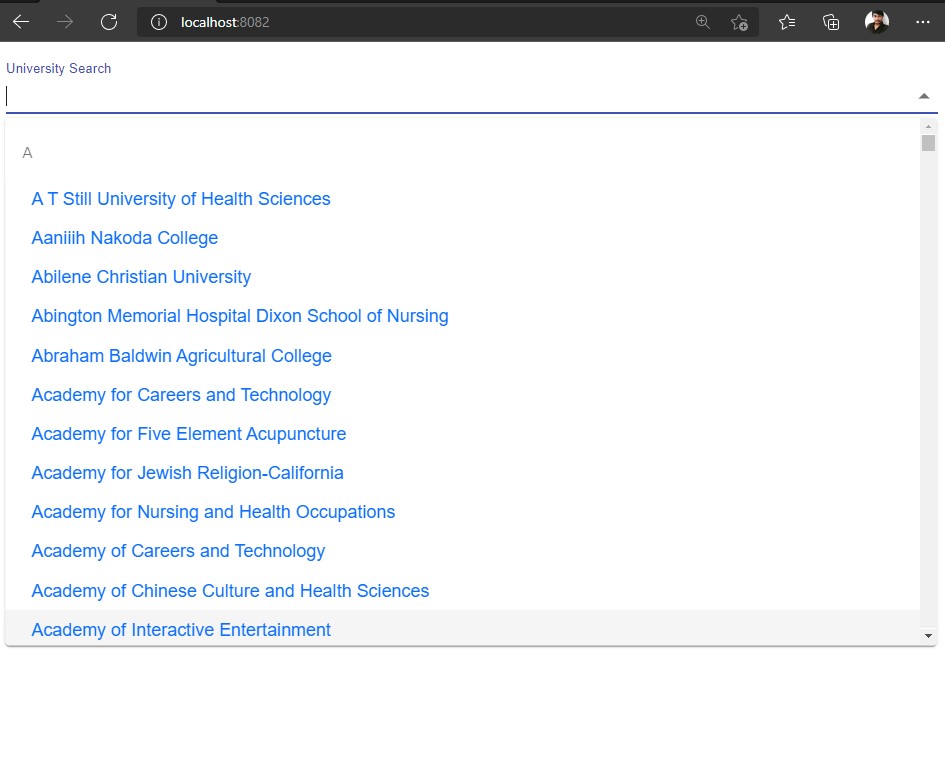 localhost:8082
University Search
A
A T Still University of Health Sciences
Aaniiih Nakoda College
Abilene Christian University
Abington Memorial Hospital Dixon School of Nursing
Abraham Baldwin Agricultural College
Academy for Careers and Technology
Academy for Five Element Acupuncture
Academy for Jewish Religion-California
Academy for Nursing and Health Occupations
Academy of Careers and Technology
Academy of Chinese Culture and Health Sciences
Academy of Interactive Entertainment